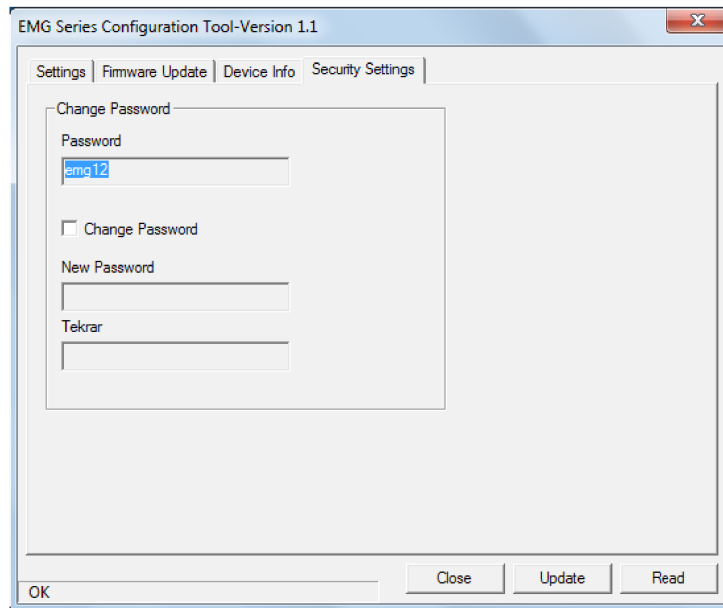 EMG Series Configuration Tool-Version 1.1
Settings Firmware Update Device Info Security Settings
Change Password
Password
emg12
Change Password
New Password
Tekrar
Close Update Read
OK